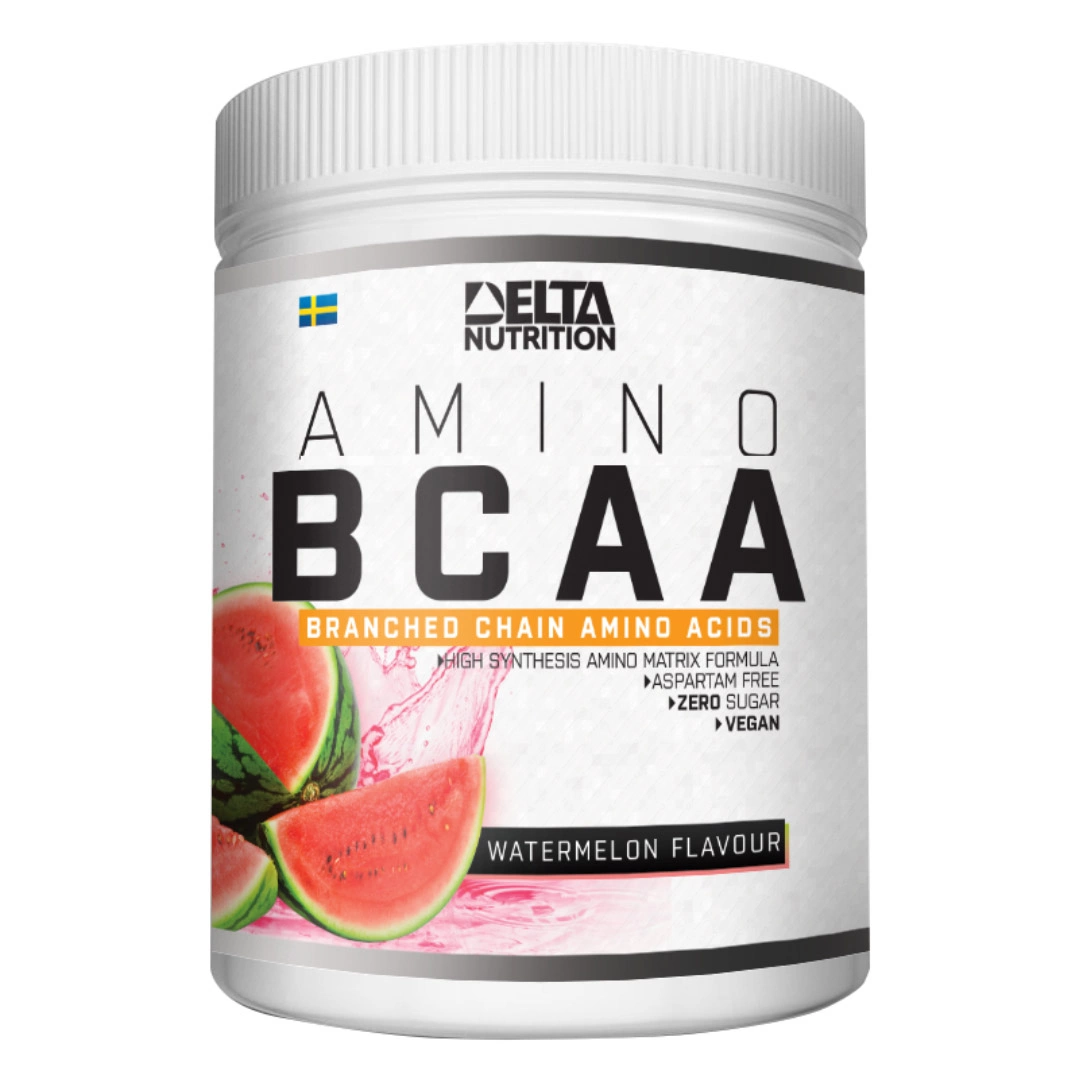 DELTA
NUTRITION
AMINO
BCAA
BRANCHED CHAIN AMINO ACIDS
HIGH SYNTHESIS AMINO MATRIX FORMULA
ASPARTAM FREE
ZERO SUGAR
VEGAN
WATERMELON FLAVOUR